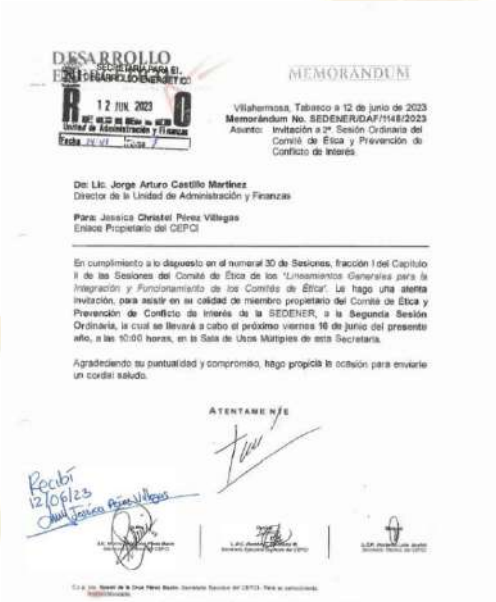 DESARROLLO
SECRETARÍA PARA EL
DESARROLLO ENERGÉTICO
MEMORÁNDUM
R 12 JUN. 2023 O
Unidad de Administración y Finanzas
Fecha
Villahermosa, Tabasco a 12 de junio de 2023
Memorándum No. SEDENER/DAF/1148/2023
Asunto: Invitación a 2ª. Sesión Ordinaria del
Comité de Ética y Prevención de
Conflicto de Interés.
De: Lic. Jorge Arturo Castillo Martínez
Director de la Unidad de Administración y Finanzas
Para: Jessica Christel Pérez Villegas
Enlace Propietario del CEPCI
En cumplimiento a lo dispuesto en el numeral 30 de Sesiones, fracción I del Capítulo
II de las Sesiones del Comité de Ética de los "Lineamientos Generales para la
Integración y Funcionamiento de los Comités de Ética". Le hago una atenta
invitación, para asistir en su calidad de miembro propietario del Comité de Ética y
Prevención de Conflicto de Interés de la SEDENER, a la Segunda Sesión
Ordinaria, la cual se llevará a cabo el próximo viernes 16 de junio del presente
año, a las 10:00 horas, en la Sala de Usos Múltiples de esta Secretaría.
Agradeciendo su puntualidad y compromiso, hago propicia la ocasión para enviarle
un cordial saludo.
ATENTAMENTE
Recibí
12/06/23
Jessica Pérez Villegas